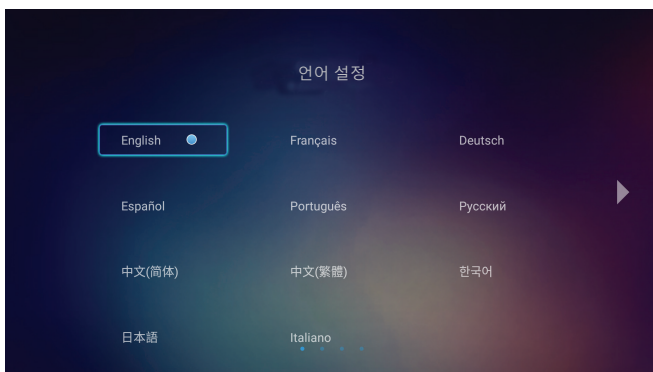 언어 설정
English Français Deutsch
Español Português Русский
中文(简体) 中文(繁體) 한국어
日本語 Italiano